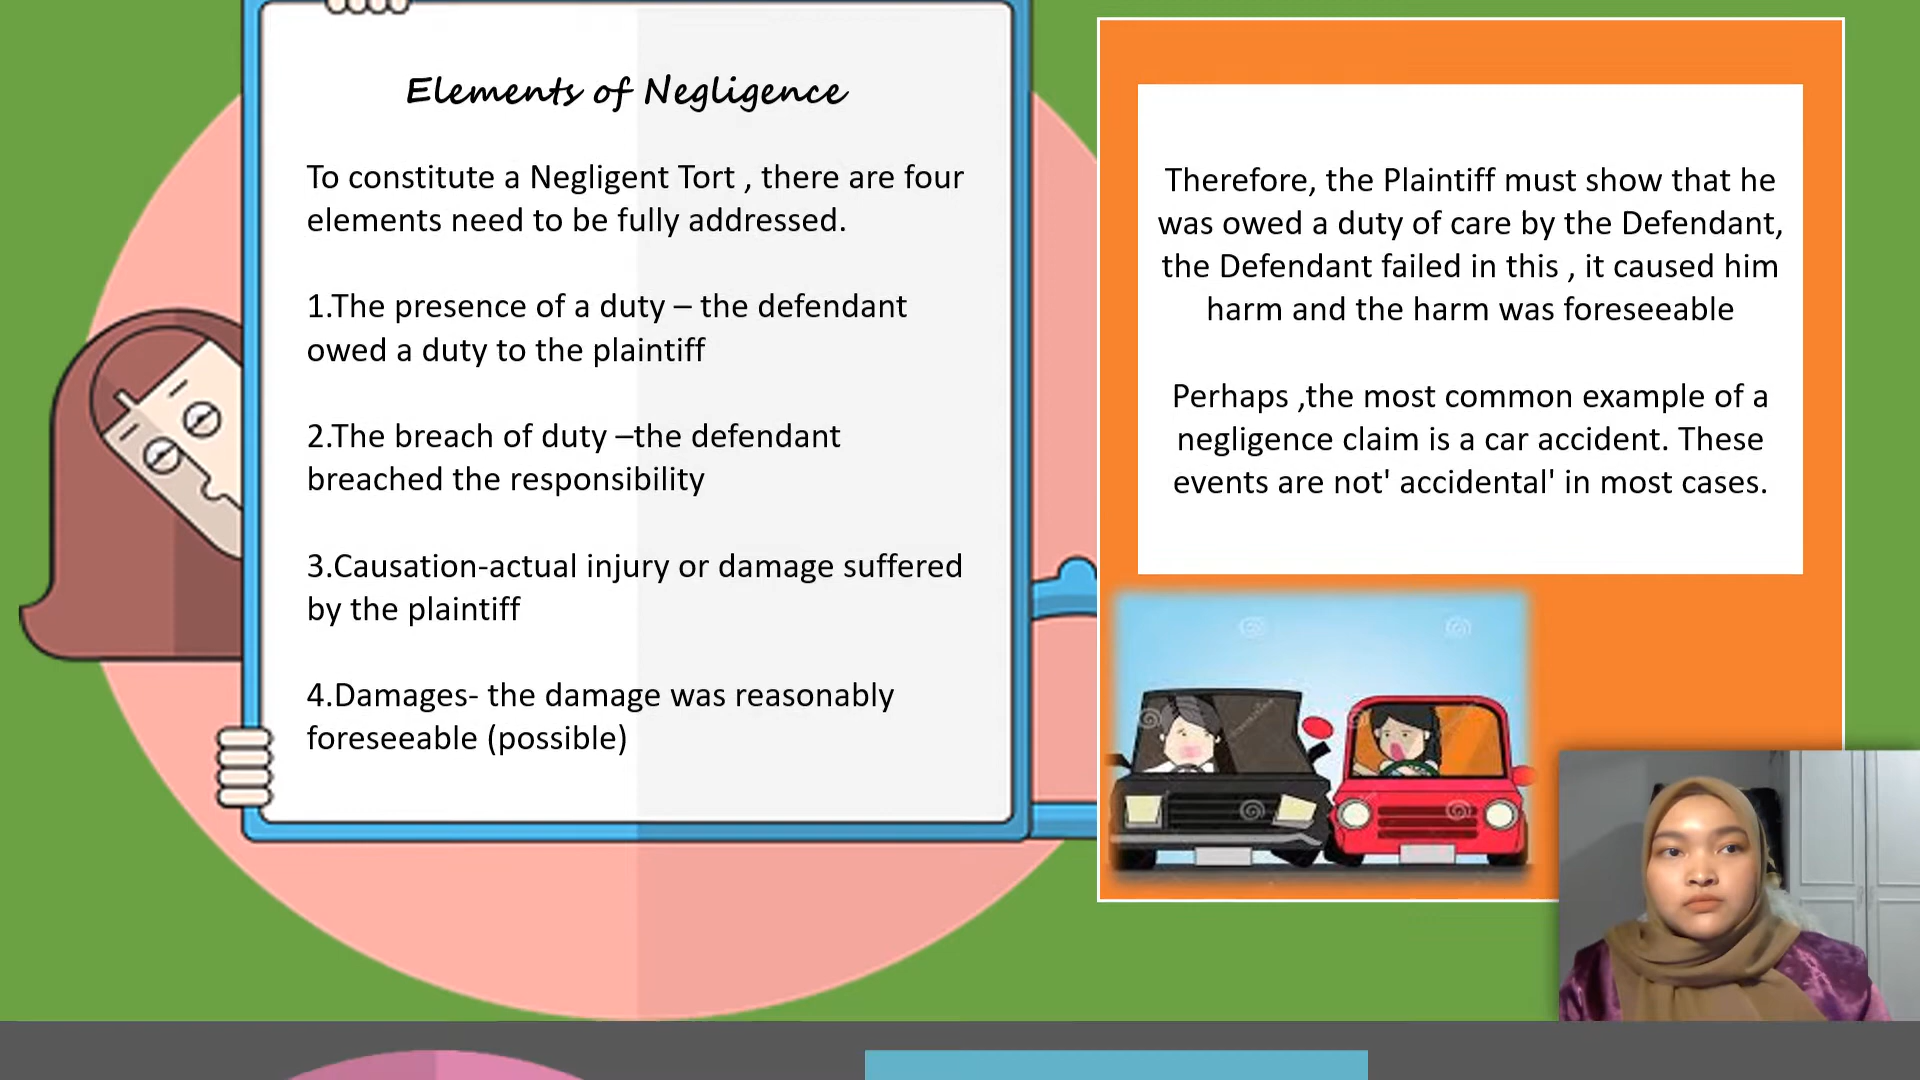 Elements of Negligence
To constitute a Negligent Tort , there are four
elements need to be fully addressed.
1.The presence of a duty – the defendant
owed a duty to the plaintiff
2.The breach of duty –the defendant
breached the responsibility
3.Causation-actual injury or damage suffered
by the plaintiff
4.Damages- the damage was reasonably
foreseeable (possible)
Therefore, the Plaintiff must show that he
was owed a duty of care by the Defendant,
the Defendant failed in this , it caused him
harm and the harm was foreseeable
Perhaps ,the most common example of a
negligence claim is a car accident. These
events are not' accidental' in most cases.